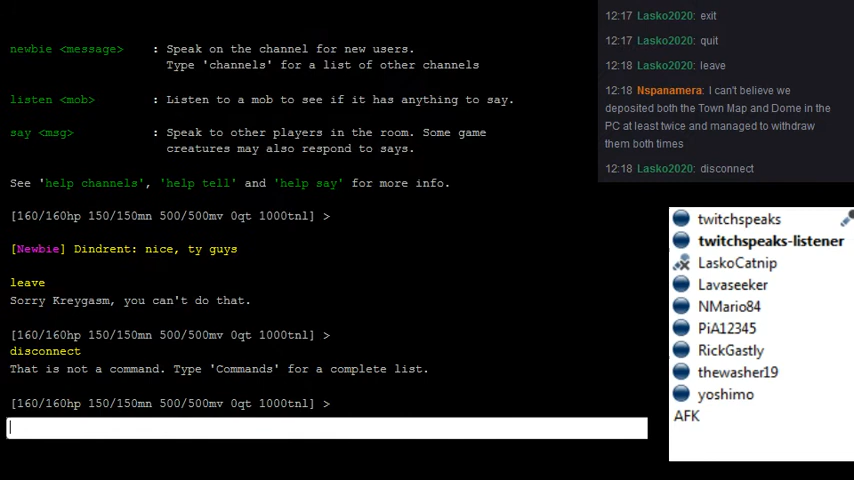 newbie <message> : Speak on the channel for new users.
Type 'channels' for a list of other channels
listen <mob> : Listen to a mob to see if it has anything to say.
say <msg> : Speak to other players in the room. Some game
creatures may also respond to says.
See 'help channels', 'help tell' and 'help say' for more info.
[160/160hp 150/150mn 500/500mv 0qt 1000tnl] >
[Newbie] Dindrent: nice, ty guys
leave
Sorry Kreygasm, you can't do that.
[160/160hp 150/150mn 500/500mv 0qt 1000tnl] >
disconnect
That is not a command. Type 'Commands' for a complete list.
[160/160hp 150/150mn 500/500mv 0qt 1000tnl] >
12:17 Lasko2020: exit
12:17 Lasko2020: quit
12:18 Lasko2020: leave
12:18 Nspanamera: I can't believe we
deposited both the Town Map and Dome in the
PC at least twice and managed to withdraw
them both times
12:18 Lasko2020: disconnect
twitchspeaks
twitchspeaks-listener
LaskoCatnip
Lavaseeker
NMario84
PiA12345
RickGastly
thewasher19
yoshimo
AFK